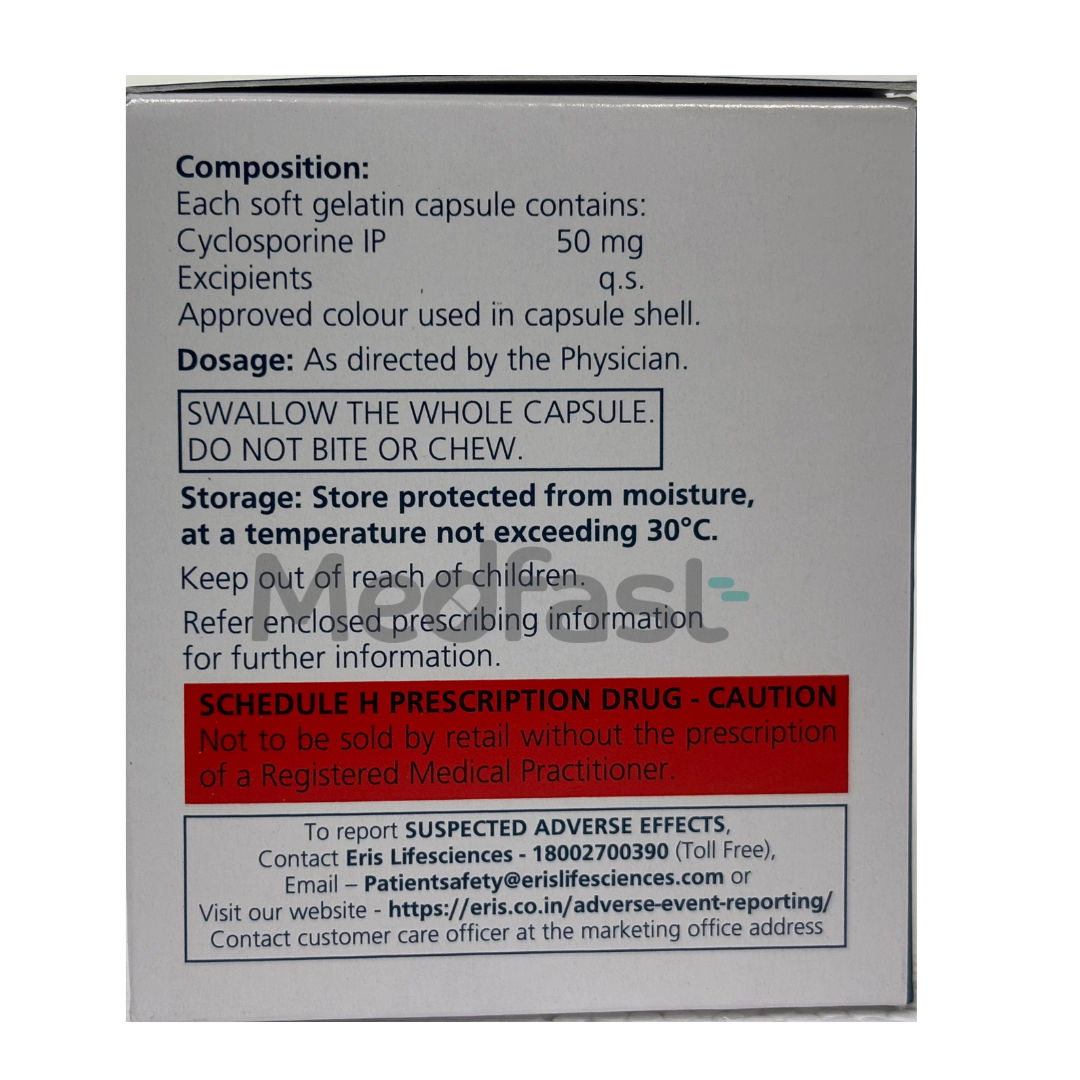 Composition:
Each soft gelatin capsule contains:
Cyclosporine IP 50 mg
Excipients q.s.
Approved colour used in capsule shell.
Dosage: As directed by the Physician.
SWALLOW THE WHOLE CAPSULE.
DO NOT BITE OR CHEW.
Storage: Store protected from moisture,
at a temperature not exceeding 30°C.
Keep out of reach of children.
Medfast
Refer enclosed prescribing information
for further information.
SCHEDULE H PRESCRIPTION DRUG - CAUTION
Not to be sold by retail without the prescription
of a Registered Medical Practitioner.
To report SUSPECTED ADVERSE EFFECTS,
Contact Eris Lifesciences - 18002700390 (Toll Free),
Email – Patientsafety@erislifesciences.com or
Visit our website - https://eris.co.in/adverse-event-reporting/
Contact customer care officer at the marketing office address